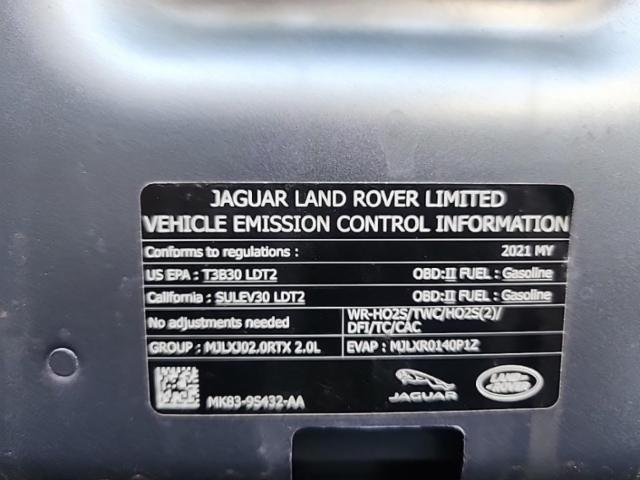 JAGUAR LAND ROVER LIMITED
VEHICLE EMISSION CONTROL INFORMATION
Conforms to regulations : 2021 MY
US EPA : T3B30 LDT2 OBD:II FUEL : Gasoline
California : SULEV30 LDT2 OBD:II FUEL : Gasoline
No adjustments needed
WR-HO2S/TWC/HO2S(2)/
DFI/TC/CAC
GROUP : MJLXJ02.0RTX 2.0L EVAP : MJLXR0140P1Z
MK83-9S432-AA
JAGUAR
LAND-
ROVER